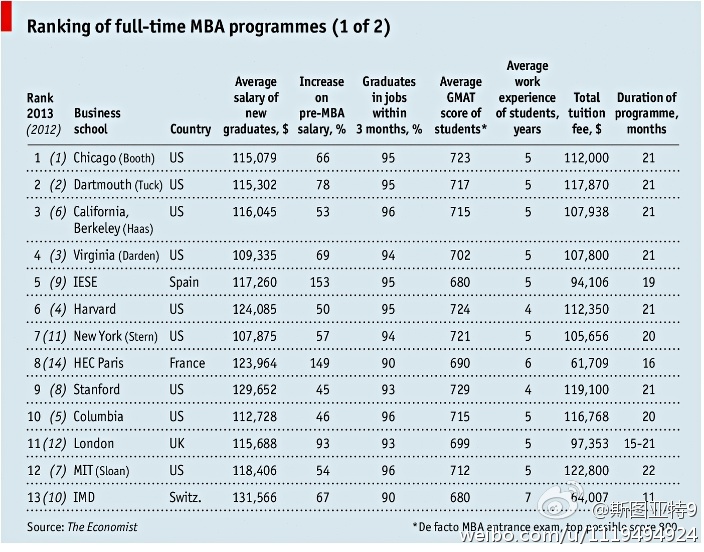 Ranking of full-time MBA programmes (1 of 2)
Rank 2013 (2012) Business school Country Average salary of new graduates, $ Increase on pre-MBA salary, % Graduates in jobs within 3 months, % Average GMAT score of students* Average work experience of students, years Total tuition fee, $ Duration of programme, months
1 (1) Chicago (Booth) US 115,079 66 95 723 5 112,000 21
2 (2) Dartmouth (Tuck) US 115,302 78 95 717 5 117,870 21
3 (6) California, US 116,045 53 96 715 5 107,938 21
Berkeley (Haas)
4 (3) Virginia (Darden) US 109,335 69 94 702 5 107,800 21
5 (9) IESE Spain 117,260 153 95 680 5 94,106 19
6 (4) Harvard US 124,085 50 95 724 4 112,350 21
7 (11) New York (Stern) US 107,875 57 94 721 5 105,656 20
8 (14) HEC Paris France 123,964 149 90 690 6 61,709 16
9 (8) Stanford US 129,652 45 93 729 4 119,100 21
10 (5) Columbia US 112,728 46 96 715 5 116,768 20
11 (12) London UK 115,688 93 93 699 5 97,353 15-21
12 (7) MIT (Sloan) US 118,406 54 96 712 5 122,800 22
13 (10) IMD Switz. 131,566 67 90 680 7 64,007 11
@斯图亚特9
Source: The Economist *De facto MBA entrance exam, top possible score 800
weibo.com/u/1119494924